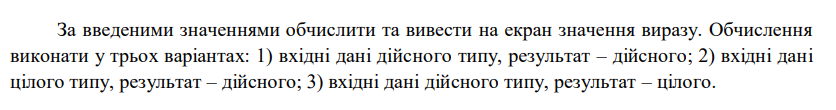 За введеними значеннями обчислити та вивести на екран значення виразу. Обчислення
виконати у трьох варіантах: 1) вхідні дані дійсного типу, результат – дійсного; 2) вхідні дані
цілого типу, результат – дійсного; 3) вхідні дані дійсного типу, результат – цілого.